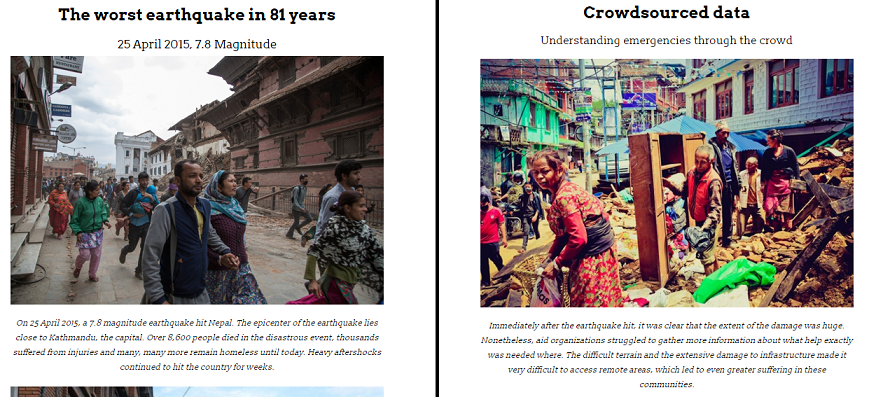 The worst earthquake in 81 years
25 April 2015, 7.8 Magnitude
On 25 April 2015, a 7.8 magnitude earthquake hit Nepal. The epicenter of the earthquake lies
close to Kathmandu, the capital. Over 8,600 people died in the disastrous event, thousands
suffered from injuries and many, many more remain homeless until today. Heavy aftershocks
continued to hit the country for weeks.
Crowdsourced data
Understanding emergencies through the crowd
Immediately after the earthquake hit, it was clear that the extent of the damage was huge.
Nonetheless, aid organizations struggled to gather more information about what help exactly
was needed where. The difficult terrain and the extensive damage to infrastructure made it
very difficult to access remote areas, which led to even greater suffering in these
communities.